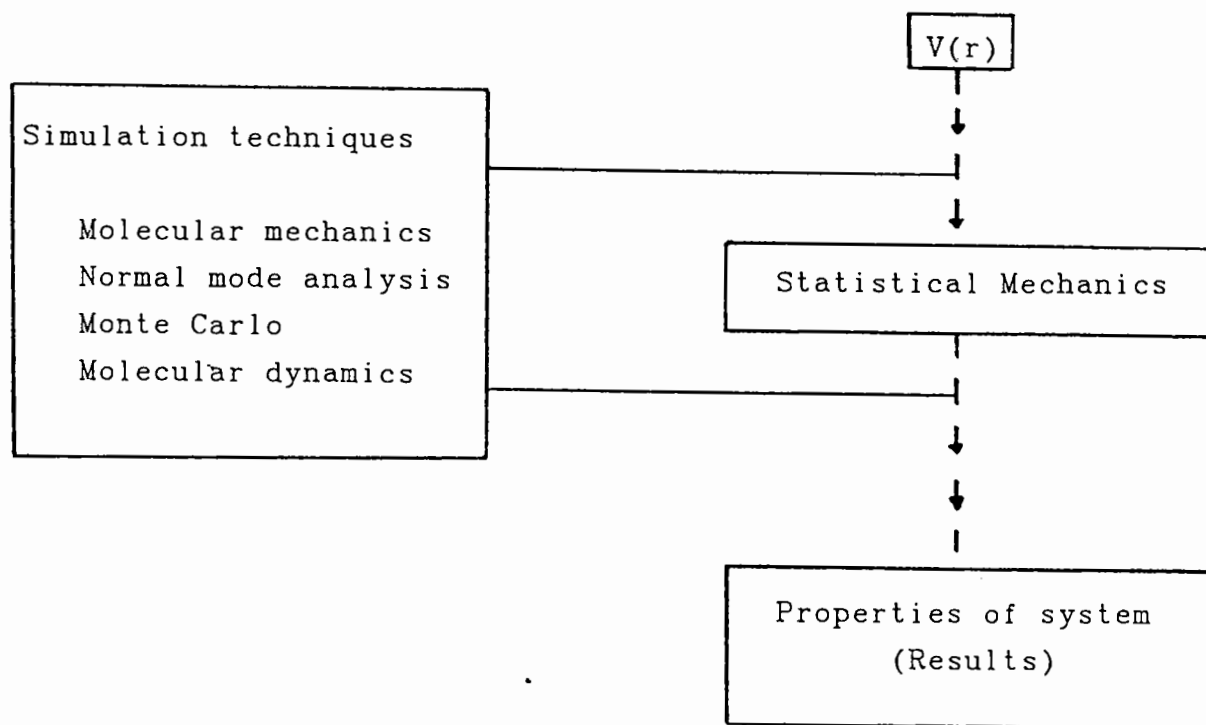 V(r)
Simulation techniques
Molecular mechanics
Normal mode analysis
Monte Carlo
Molecular dynamics
Statistical Mechanics
Properties of system
(Results)